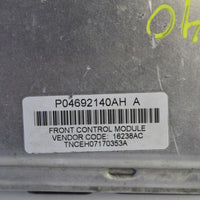 P04692140AH A
FRONT CONTROL MODULE
VENDOR CODE: 18238AC
TNCEH07170353A